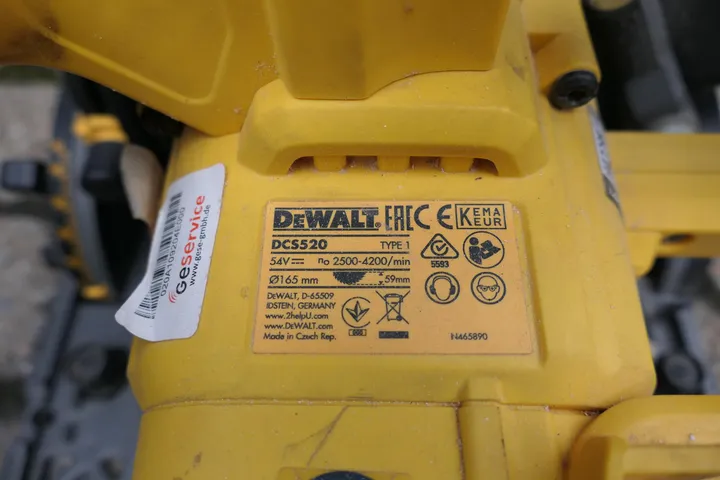 DEWALT EAC CE KEMA KEUR
DCS520 TYPE 1
54V n₀ 2500-4200/min
Ø165 mm 59mm
5593
DEWALT, D-65509
IDSTEIN, GERMANY
www.2helpU.com
www.DEWALT.com
Made in Czech Rep.
N465890
Geservice
www.gese-gmbh.de/